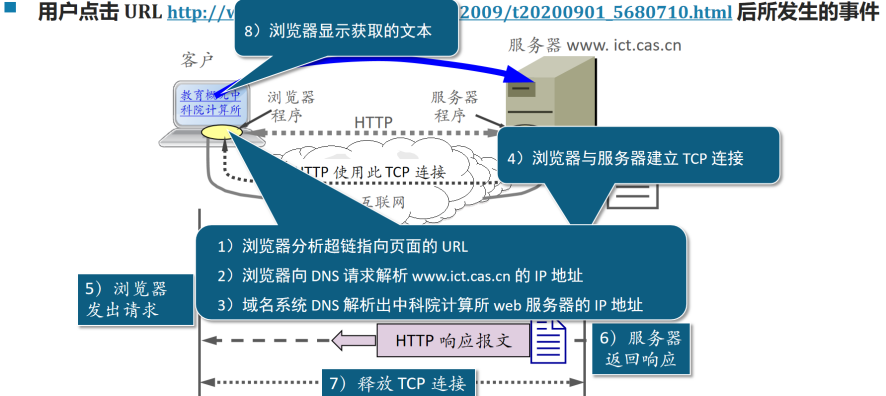 用户点击 URL http://w 2009/t20200901_5680710.html 后所发生的事件
8）浏览器显示获取的文本
服务器 www. ict.cas.cn
客户
教育概况中
科院计算所
浏览器
程序
服务器
程序
HTTP
4）浏览器与服务器建立 TCP 连接
HTTP 使用此 TCP 连接
互联网
1）浏览器分析超链指向页面的 URL
2）浏览器向 DNS 请求解析 www.ict.cas.cn 的 IP 地址
3）域名系统 DNS 解析出中科院计算所 web 服务器的 IP 地址
5）浏览器
发出请求
HTTP 响应报文
6）服务器
返回响应
7）释放 TCP 连接